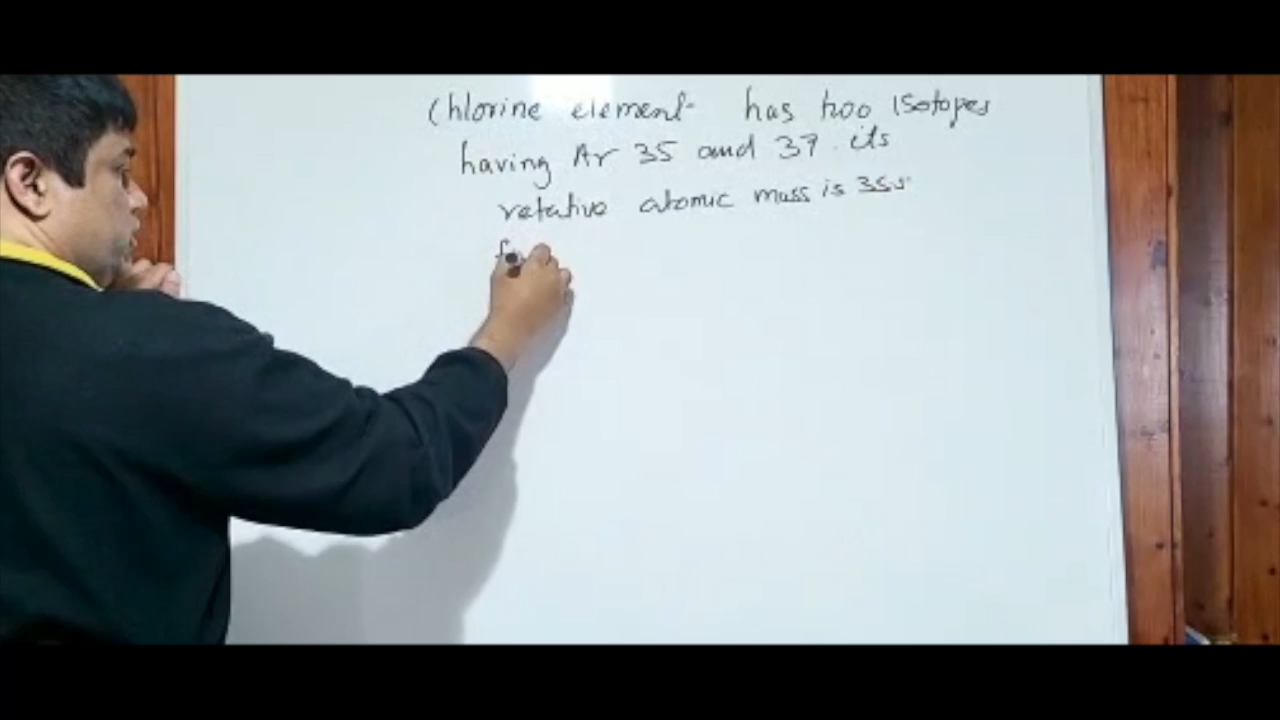 Chlorine element has two isotopes
having Ar 35 and 37. its
relative atomic mass is 35.5